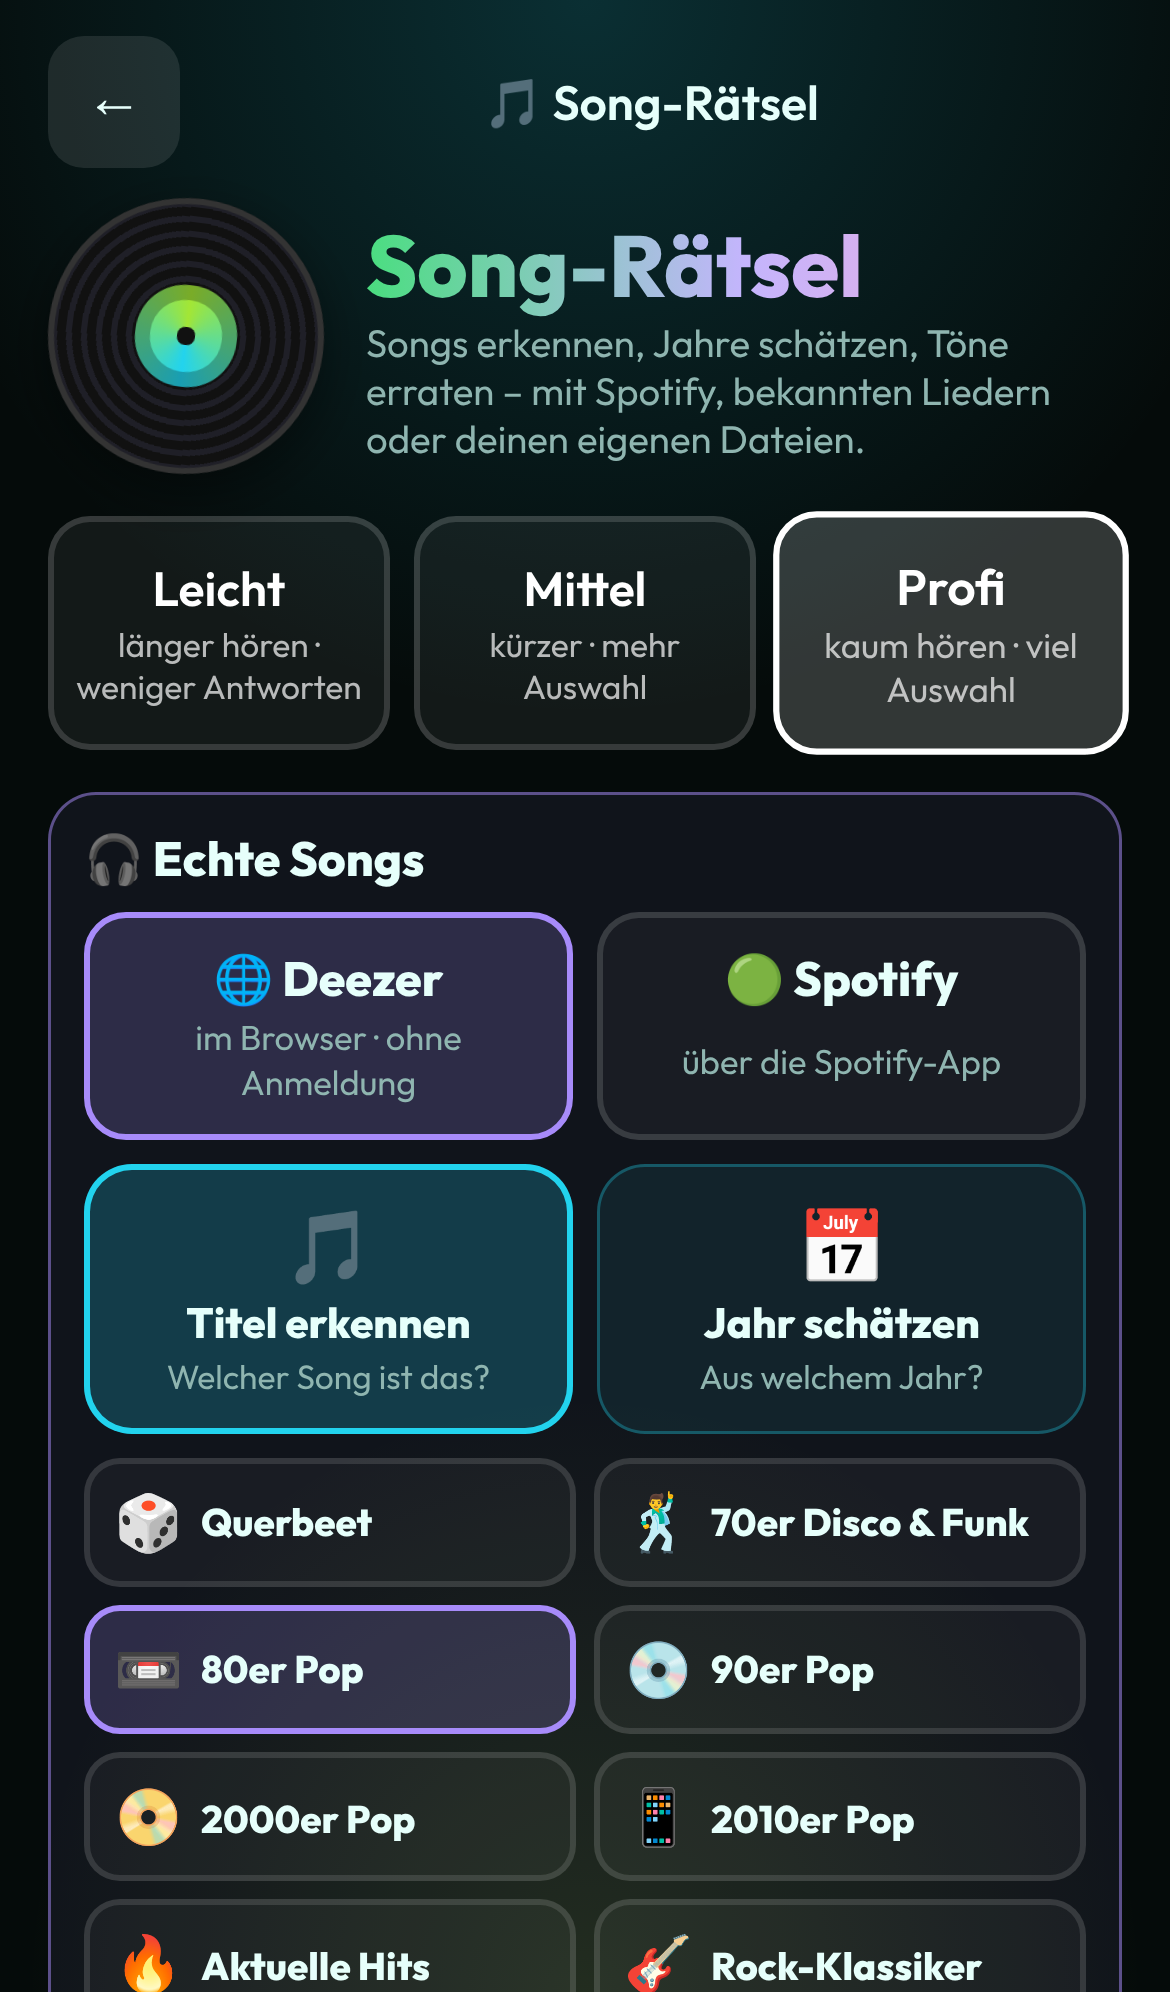 ← 🎵 Song-Rätsel
Song-Rätsel
Songs erkennen, Jahre schätzen, Töne
erraten – mit Spotify, bekannten Liedern
oder deinen eigenen Dateien.
Leicht
länger hören ·
weniger Antworten
Mittel
kürzer · mehr
Auswahl
Profi
kaum hören · viel
Auswahl
🎧 Echte Songs
🌐 Deezer
im Browser · ohne
Anmeldung
🟢 Spotify
über die Spotify-App
🎵
Titel erkennen
Welcher Song ist das?
July
17
Jahr schätzen
Aus welchem Jahr?
Querbeet
70er Disco & Funk
80er Pop
90er Pop
2000er Pop
2010er Pop
Aktuelle Hits
Rock-Klassiker